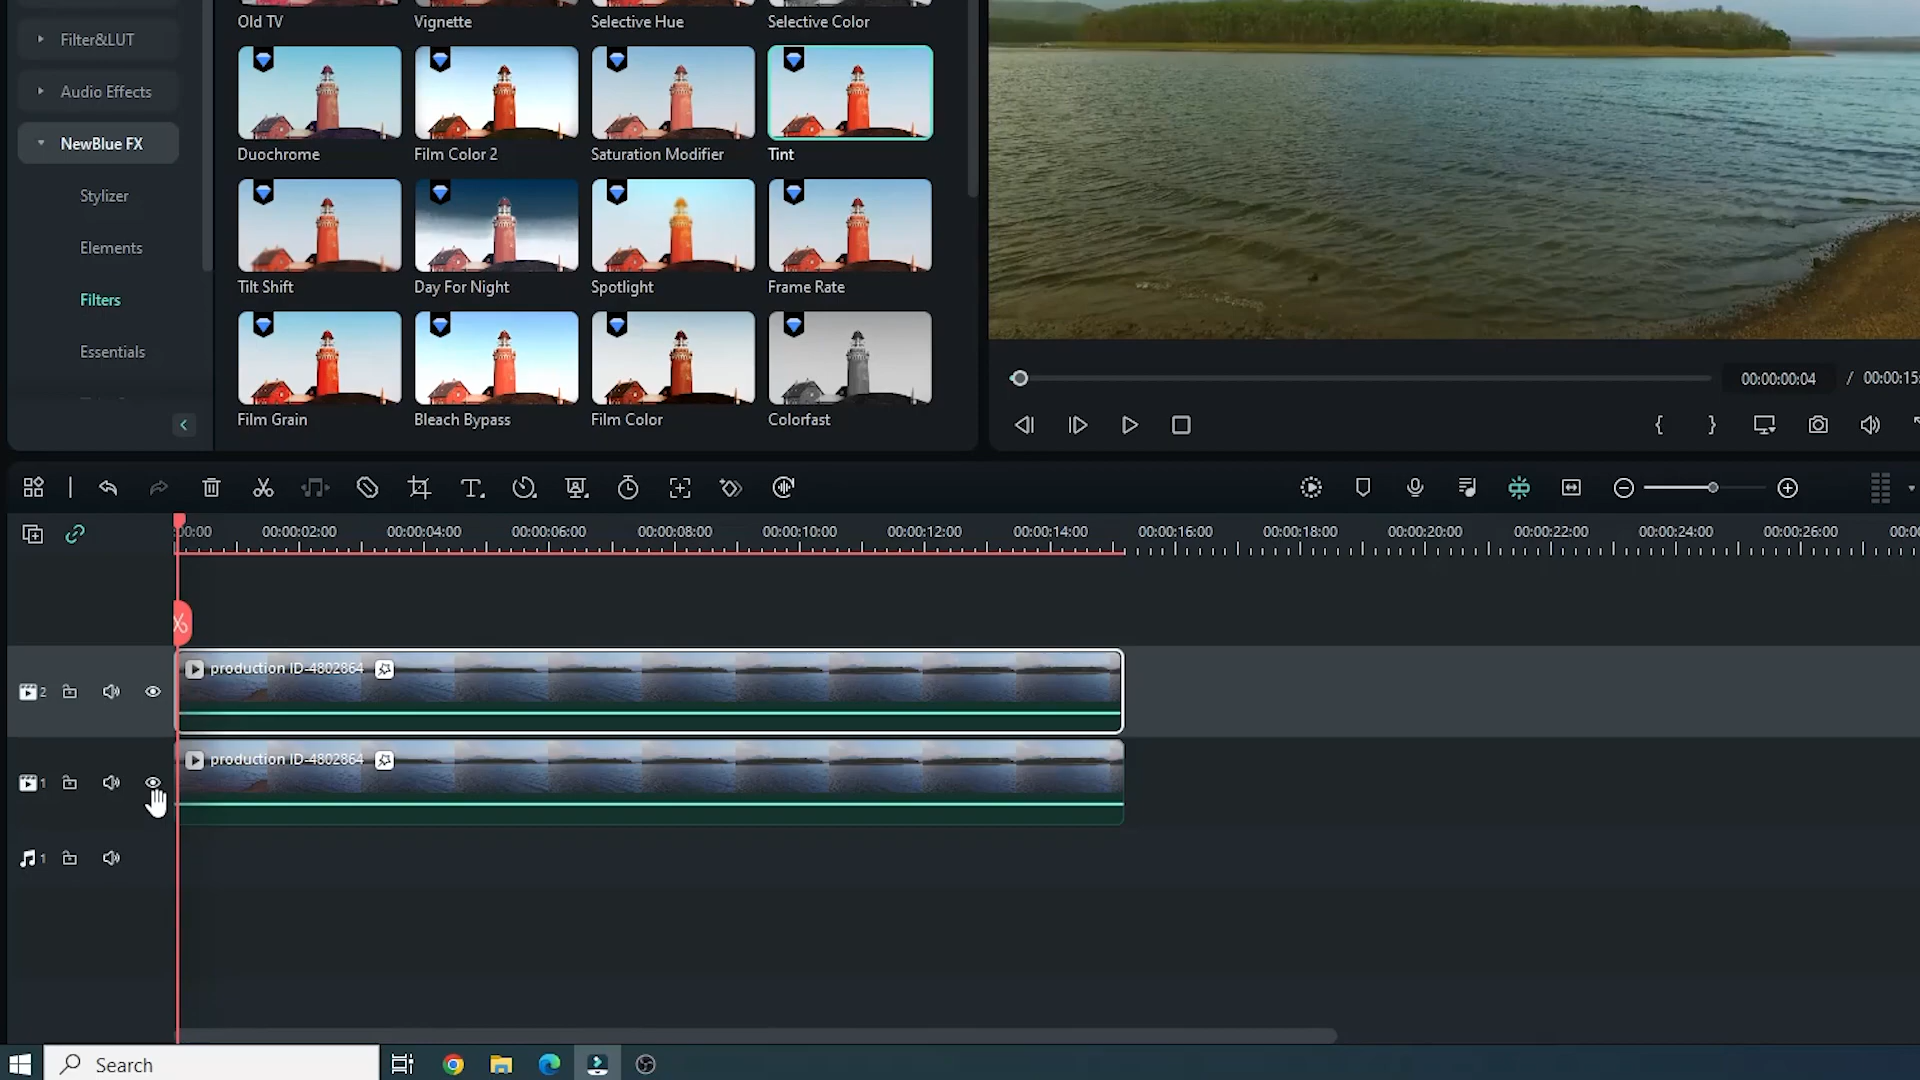 Old TV
Vignette
Selective Hue
Selective Color
Filter&LUT
Audio Effects
NewBlue FX
Stylizer
Elements
Filters
Essentials
Duochrome
Film Color 2
Saturation Modifier
Tint
Tilt Shift
Day For Night
Spotlight
Frame Rate
Film Grain
Bleach Bypass
Film Color
Colorfast
00:00:00:04 / 00:00:15:
:00:00
00:00:02:00
00:00:04:00
00:00:06:00
00:00:08:00
00:00:10:00
00:00:12:00
00:00:14:00
00:00:16:00
00:00:18:00
00:00:20:00
00:00:22:00
00:00:24:00
00:00:26:00
00:00
2
production ID-4802864
1
production ID-4802864
1
Search